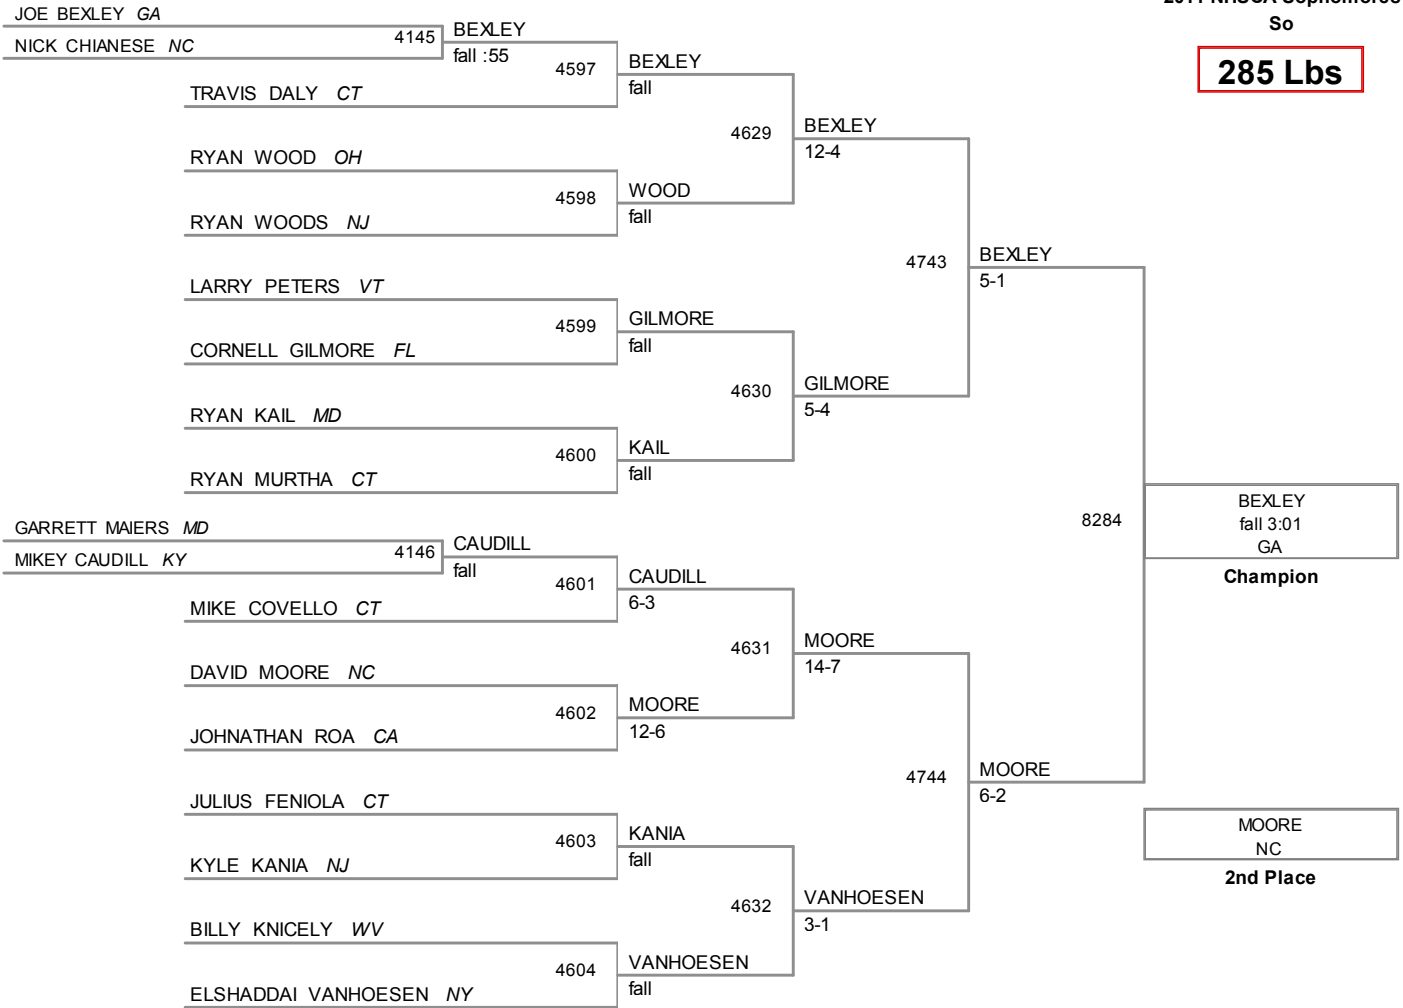 So
285 Lbs
JOE BEXLEY GA
NICK CHIANESE NC
4145
BEXLEY
fall :55
TRAVIS DALY CT
4597
BEXLEY
fall
RYAN WOOD OH
RYAN WOODS NJ
4598
WOOD
fall
4629
BEXLEY
12-4
LARRY PETERS VT
CORNELL GILMORE FL
4599
GILMORE
fall
RYAN KAIL MD
RYAN MURTHA CT
4600
KAIL
fall
4630
GILMORE
5-4
4743
BEXLEY
5-1
GARRETT MAIERS MD
MIKEY CAUDILL KY
4146
CAUDILL
fall
MIKE COVELLO CT
4601
CAUDILL
6-3
DAVID MOORE NC
JOHNATHAN ROA CA
4602
MOORE
12-6
4631
MOORE
14-7
JULIUS FENIOLA CT
KYLE KANIA NJ
4603
KANIA
fall
BILLY KNICELY WV
ELSHADDAI VANHOESEN NY
4604
VANHOESEN
fall
4632
VANHOESEN
3-1
4744
MOORE
6-2
8284
BEXLEY
fall 3:01
GA
Champion
MOORE
NC
2nd Place